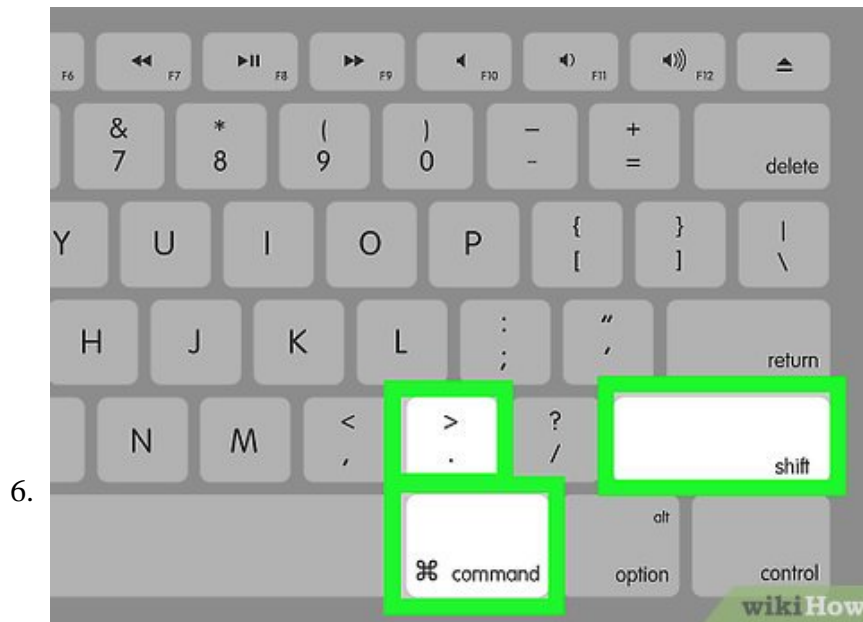 F6 F7 F8 F9 F10 F11 F12
& * ( ) — +
7 8 9 0 - = delete
Y U I O P { } |
[ ] \
H J K L : "
; ' return
N M < > ?
, . / shift
6.
alt
⌘ command option control
wikiHow